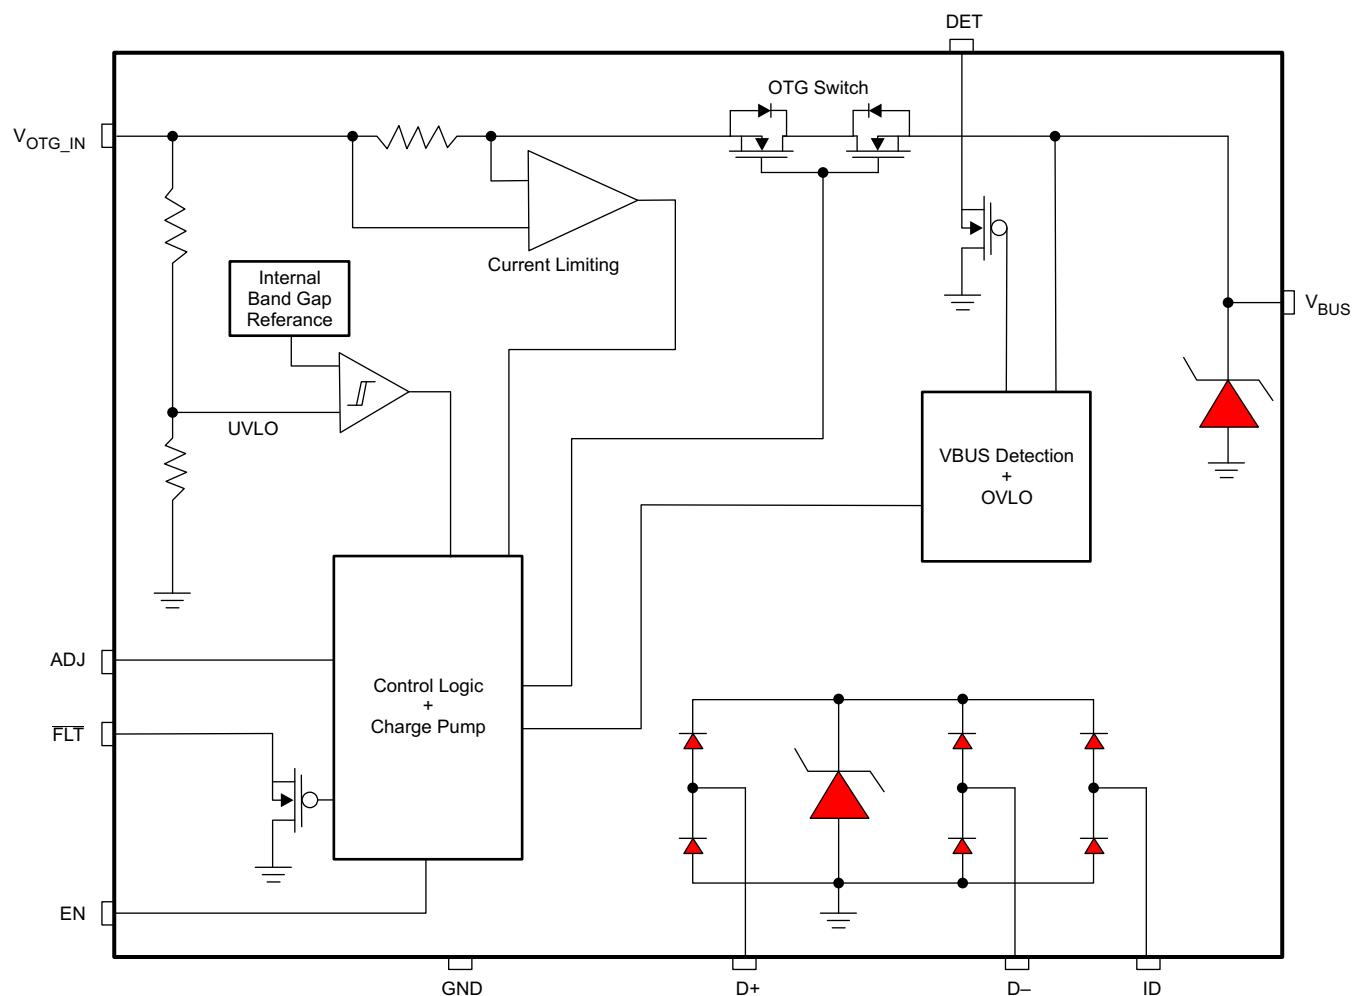 DET
OTG Switch
VOTG_IN
Current Limiting
Internal
Band Gap
Referance
VBUS
UVLO
VBUS Detection
+
OVLO
ADJ
Control Logic
+
Charge Pump
FLT
EN
GND
D+
D–
ID